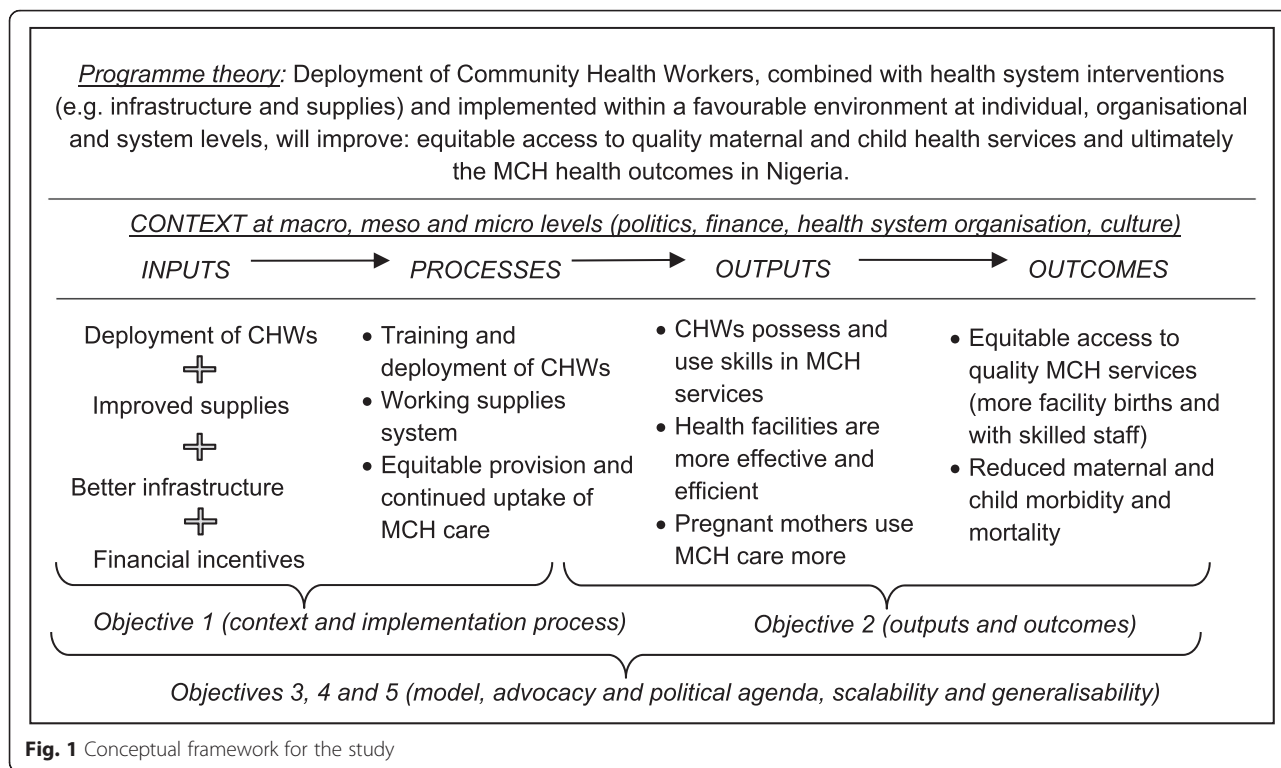 Programme theory: Deployment of Community Health Workers, combined with health system interventions
(e.g. infrastructure and supplies) and implemented within a favourable environment at individual, organisational
and system levels, will improve: equitable access to quality maternal and child health services and ultimately
the MCH health outcomes in Nigeria.
CONTEXT at macro, meso and micro levels (politics, finance, health system organisation, culture)
INPUTS
PROCESSES
OUTPUTS
OUTCOMES
Deployment of CHWs
+
Improved supplies
+
Better infrastructure
+
Financial incentives
• Training and
deployment of CHWs
• Working supplies
system
• Equitable provision and
continued uptake of
MCH care
• CHWs possess and
use skills in MCH
services
• Health facilities are
more effective and
efficient
• Pregnant mothers use
MCH care more
• Equitable access to
quality MCH services
(more facility births and
with skilled staff)
• Reduced maternal and
child morbidity and
mortality
Objective 1 (context and implementation process)
Objective 2 (outputs and outcomes)
Objectives 3, 4 and 5 (model, advocacy and political agenda, scalability and generalisability)
Fig. 1 Conceptual framework for the study